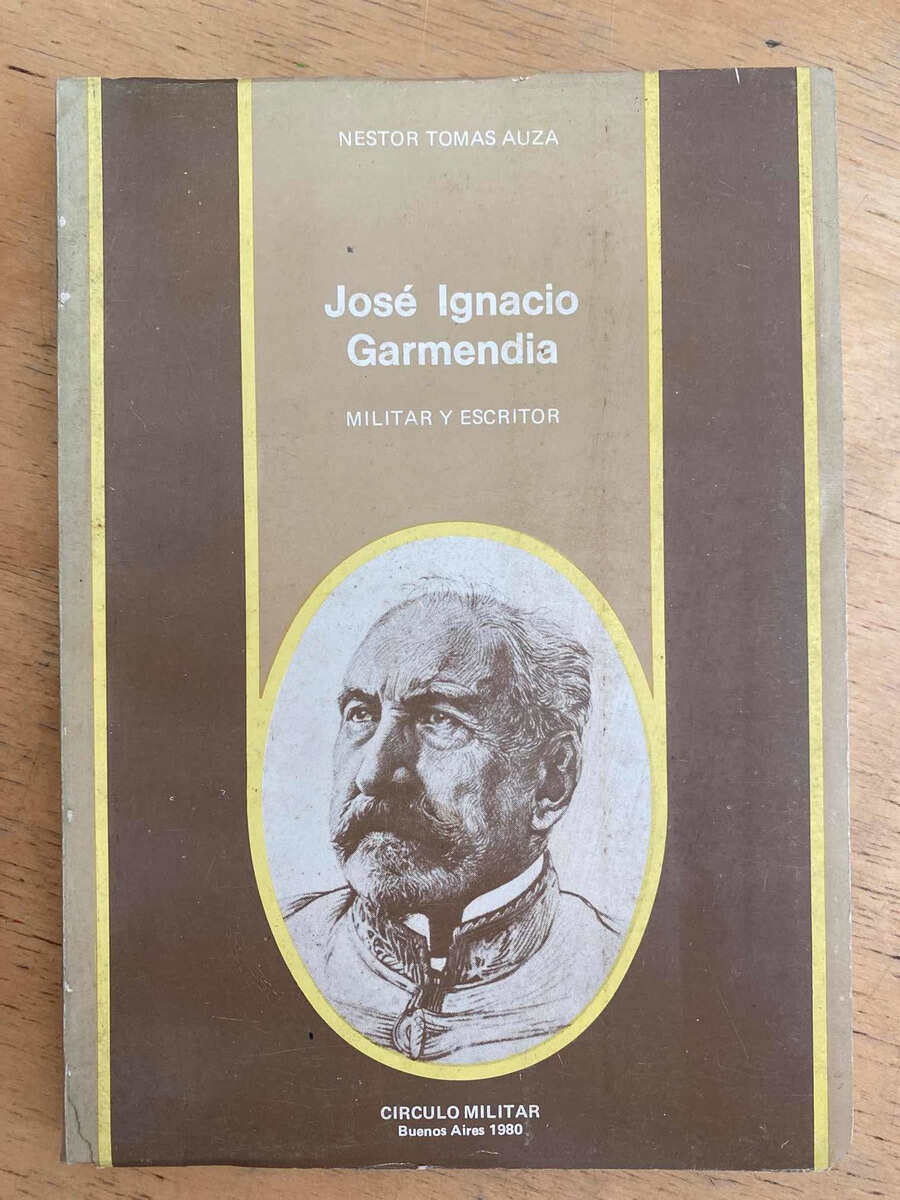 NESTOR TOMAS AUZA
José Ignacio
Garmendia
MILITAR Y ESCRITOR
CIRCULO MILITAR
Buenos Aires 1980